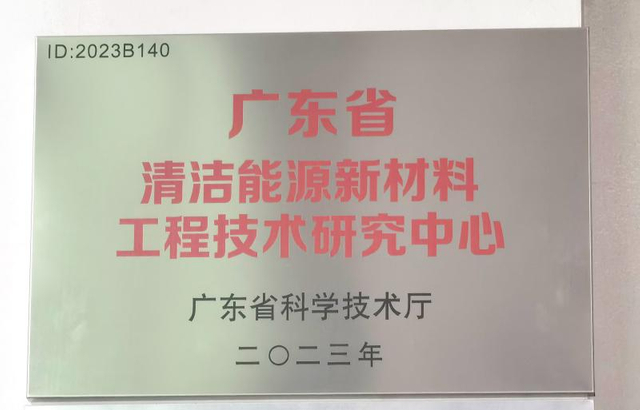 ID:2023B140
广东省
清洁能源新材料
工程技术研究中心
广东省科学技术厅
二〇二三年